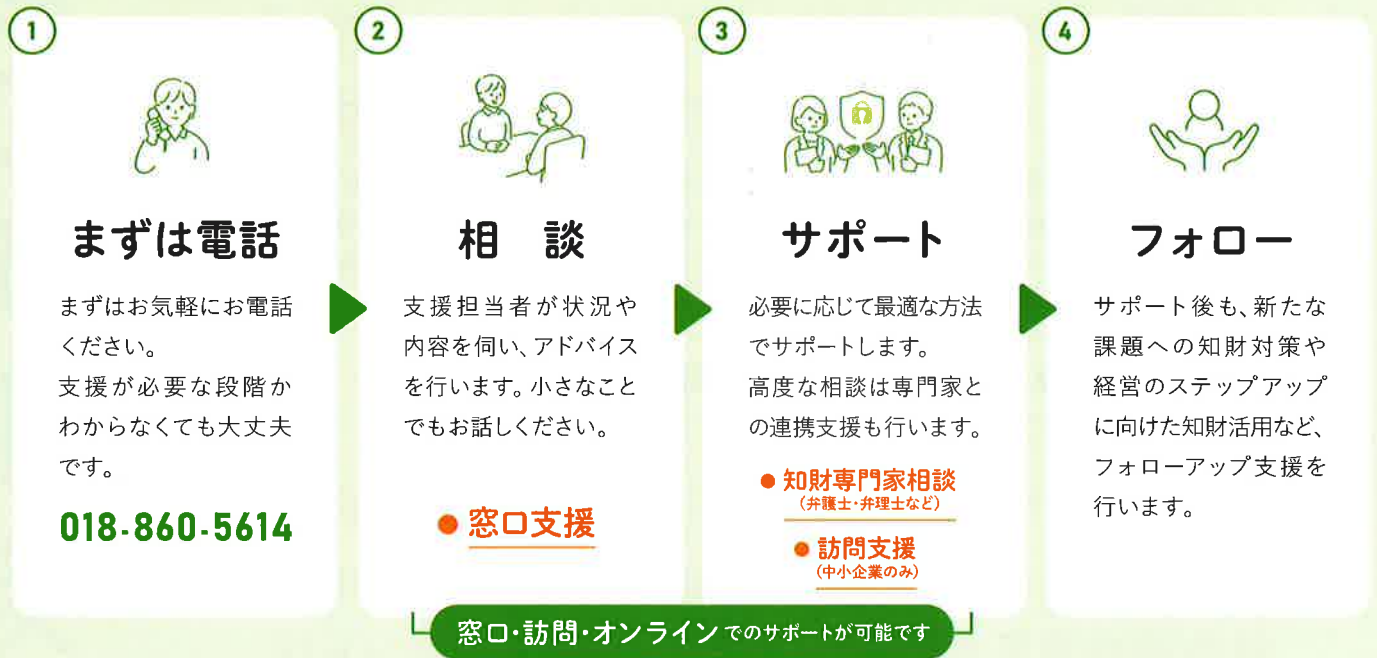 1
まずは電話
まずはお気軽にお電話
ください。
支援が必要な段階か
わからなくても大丈夫
です。
018-860-5614
2
相 談
支援担当者が状況や
内容を伺い、アドバイス
を行います。小さなこと
でもお話しください。
●窓口支援
3
サポート
必要に応じて最適な方法
でサポートします。
高度な相談は専門家と
の連携支援も行います。
●知財専門家相談
(弁護士・弁理士など)
●訪問支援
(中小企業のみ)
4
フォロー
サポート後も、新たな
課題への知財対策や
経営のステップアップ
に向けた知財活用など、
フォローアップ支援を
行います。
窓口・訪問・オンラインでのサポートが可能です